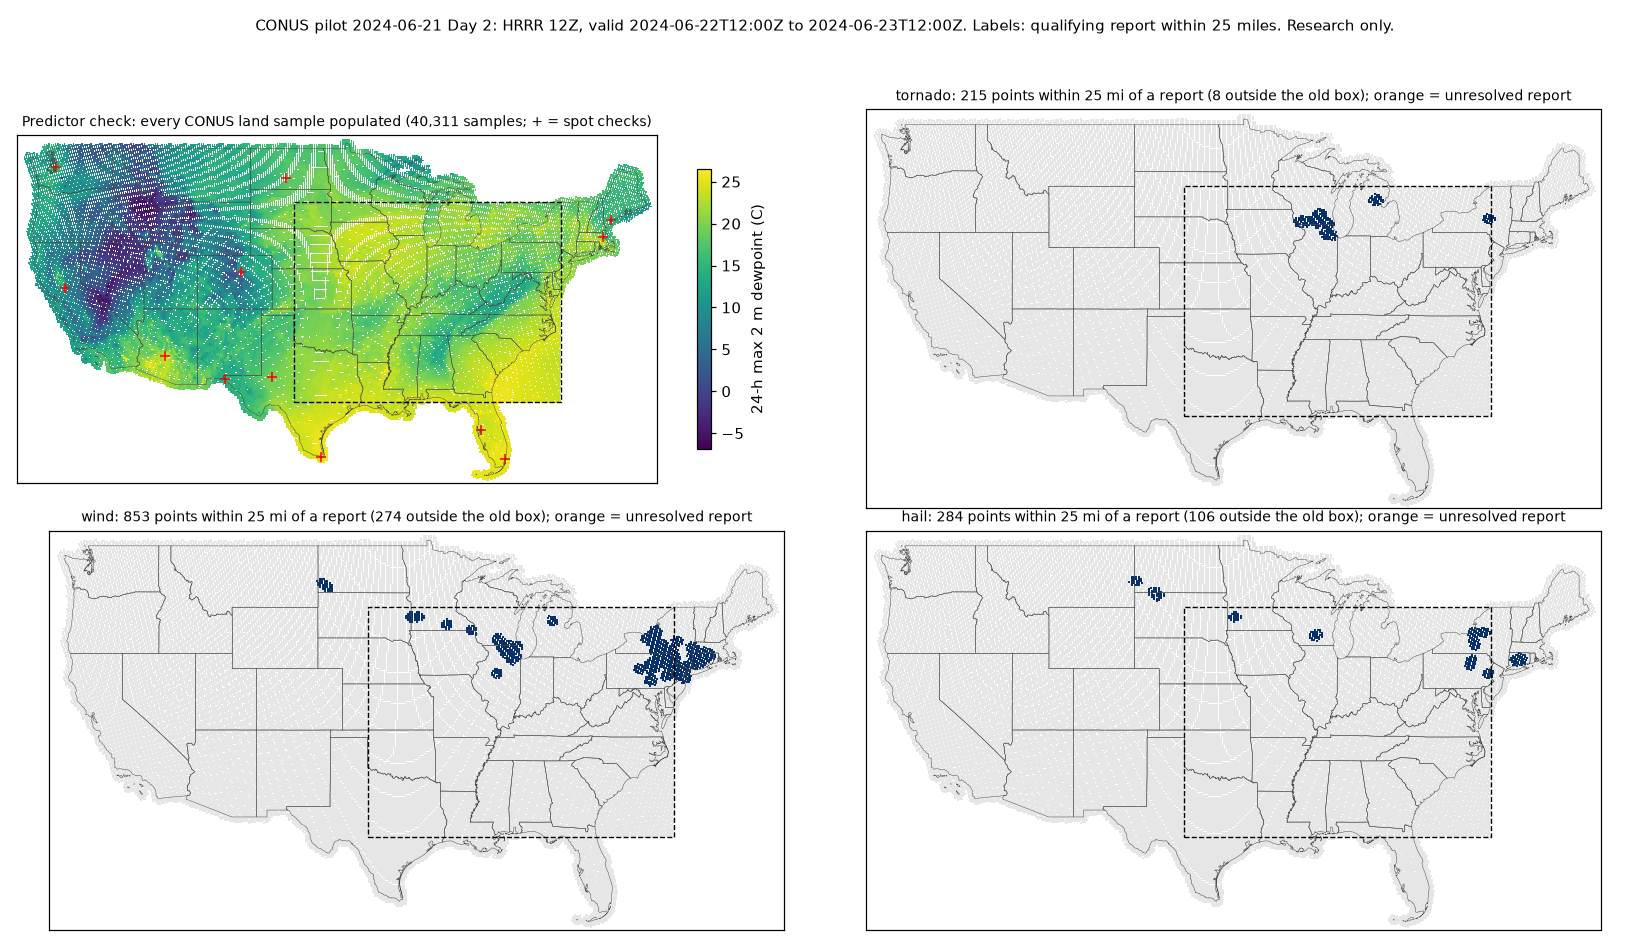 CONUS pilot 2024-06-21 Day 2: HRRR 12Z, valid 2024-06-22T12:00Z to 2024-06-23T12:00Z. Labels: qualifying report within 25 miles. Research only.
Predictor check: every CONUS land sample populated (40,311 samples; + = spot checks)
25
20
15
10
5
0
−5
24-h max 2 m dewpoint (C)
tornado: 215 points within 25 mi of a report (8 outside the old box); orange = unresolved report
wind: 853 points within 25 mi of a report (274 outside the old box); orange = unresolved report
hail: 284 points within 25 mi of a report (106 outside the old box); orange = unresolved report